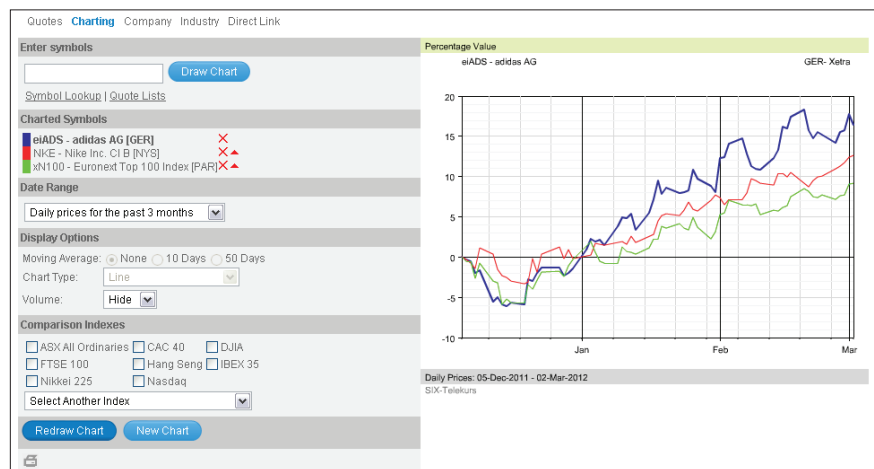 Quotes Charting Company Industry Direct Link
Enter symbols
Draw Chart
Symbol Lookup | Quote Lists
Charted Symbols
eiADS - adidas AG [GER]
NKE - Nike Inc. Cl B [NYS]
xN100 - Euronext Top 100 Index [PAR]
Date Range
Daily prices for the past 3 months
Display Options
Moving Average: None 10 Days 50 Days
Chart Type: Line
Volume: Hide
Comparison Indexes
ASX All Ordinaries CAC 40 DJIA
FTSE 100 Hang Seng IBEX 35
Nikkei 225 Nasdaq
Select Another Index
Redraw Chart New Chart
Percentage Value
eiADS - adidas AG GER- Xetra
20
15
10
5
0
-5
-10
Jan Feb Mar
Daily Prices: 05-Dec-2011 - 02-Mar-2012
SIX-Telekurs